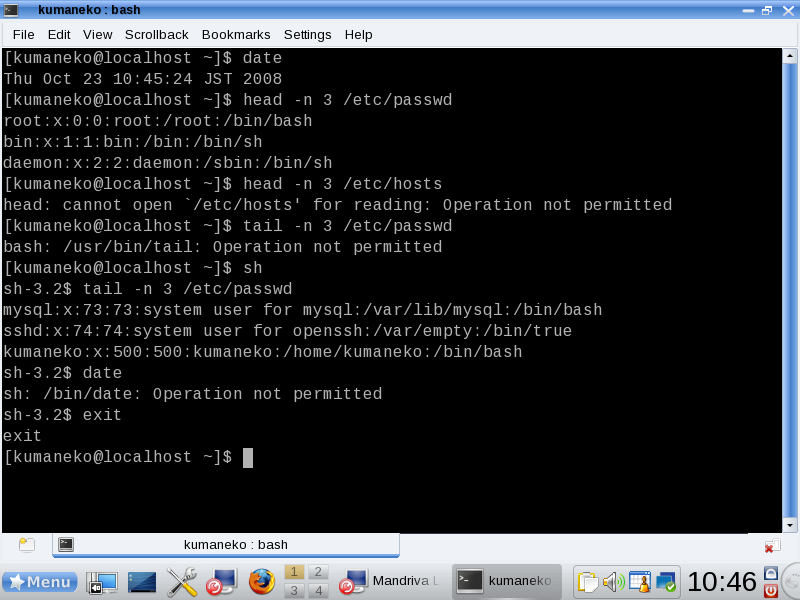 kumaneko : bash
File Edit View Scrollback Bookmarks Settings Help
[kumaneko@localhost ~]$ date
Thu Oct 23 10:45:24 JST 2008
[kumaneko@localhost ~]$ head -n 3 /etc/passwd
root:x:0:0:root:/root:/bin/bash
bin:x:1:1:bin:/bin:/bin/sh
daemon:x:2:2:daemon:/sbin:/bin/sh
[kumaneko@localhost ~]$ head -n 3 /etc/hosts
head: cannot open `/etc/hosts' for reading: Operation not permitted
[kumaneko@localhost ~]$ tail -n 3 /etc/passwd
bash: /usr/bin/tail: Operation not permitted
[kumaneko@localhost ~]$ sh
sh-3.2$ tail -n 3 /etc/passwd
mysql:x:73:73:system user for mysql:/var/lib/mysql:/bin/bash
sshd:x:74:74:system user for openssh:/var/empty:/bin/true
kumaneko:x:500:500:kumaneko:/home/kumaneko:/bin/bash
sh-3.2$ date
sh: /bin/date: Operation not permitted
sh-3.2$ exit
exit
[kumaneko@localhost ~]$
kumaneko : bash
Menu 1 2 3 4 Mandriva L kumaneko 10:46